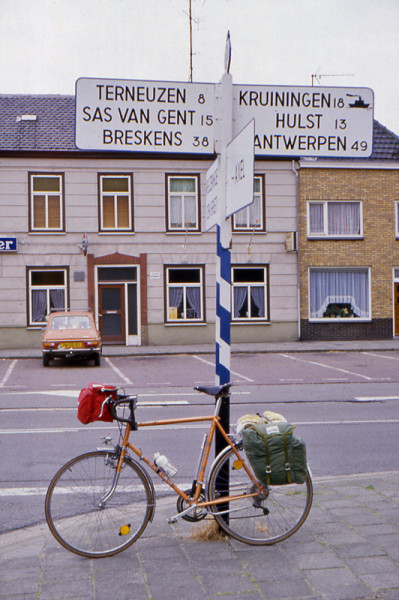 TERNEUZEN 8
SAS VAN GENT 15
BRESKENS 38
KRUININGEN 18
HULST 13
ANTWERPEN 49
AXEL